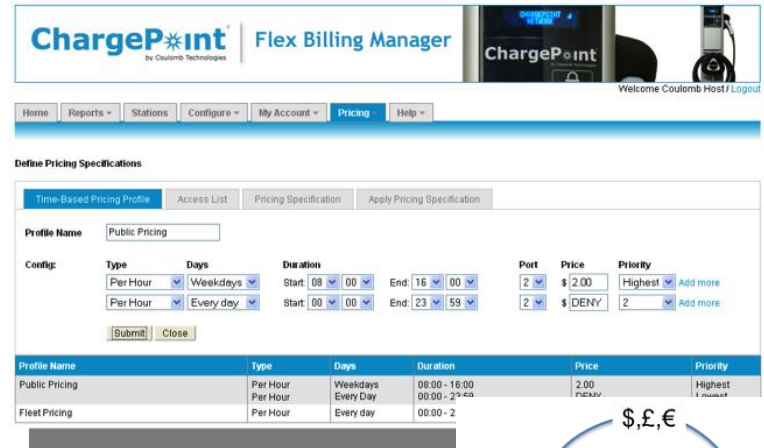 ChargePoint
by Coulomb Technologies
Flex Billing Manager
CHARGEPOINT
NETWORK
ChargePoint
Welcome Coulomb Host / Logout
Home Reports Stations Configure My Account Pricing Help
Define Pricing Specifications
Time-Based Pricing Profile Access List Pricing Specification Apply Pricing Specification
Profile Name Public Pricing
Config: Type Days Duration Port Price Priority
Per Hour Weekdays Start: 08 00 End: 16 00 2 $ 2.00 Highest Add more
Per Hour Every day Start: 00 00 End: 23 59 2 $ DENY 2 Add more
Submit Close
Profile Name Type Days Duration Price Priority
Public Pricing Per Hour Weekdays 08:00 - 16:00 2.00 Highest
Per Hour Every Day 00:00 - 23:59 DENY Lowest
Fleet Pricing Per Hour Every day 00:00 - 2
$,£,€